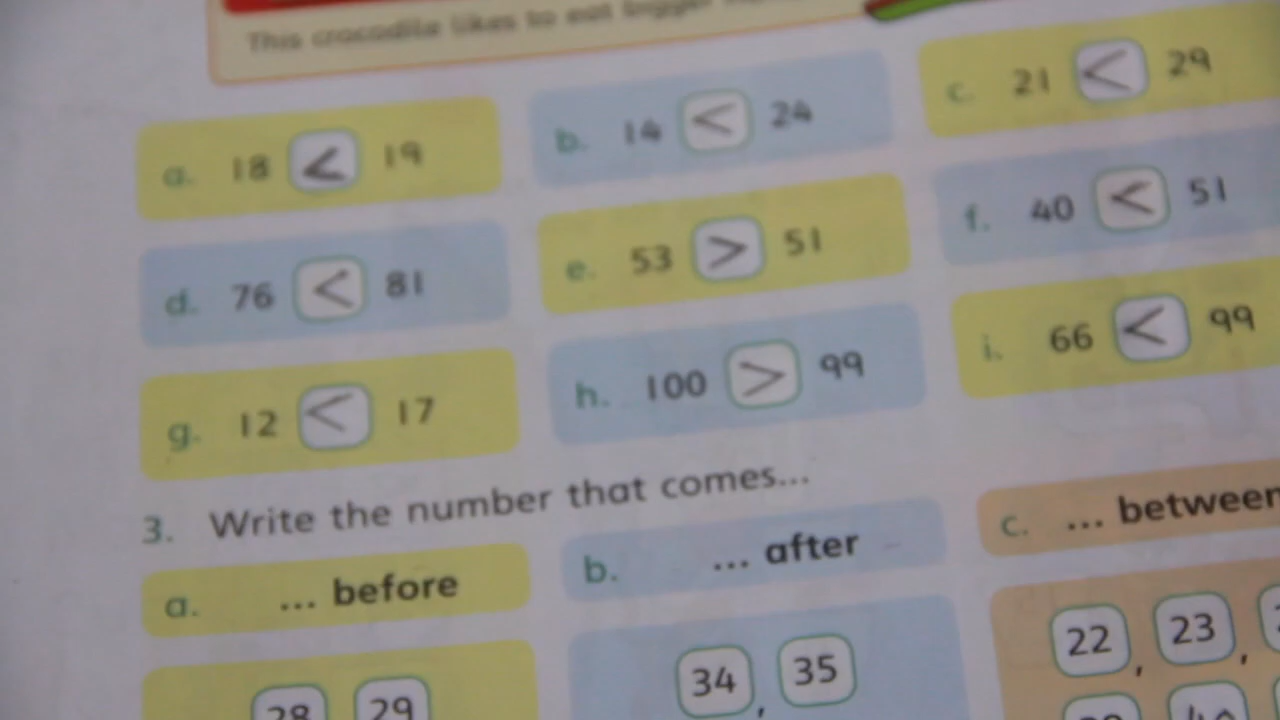 This crocodile likes to eat bigger
a. 18 < 19
b. 14 < 24
c. 21 < 29
d. 76 < 81
e. 53 > 51
f. 40 < 51
g. 12 < 17
h. 100 > 99
i. 66 < 99
3. Write the number that comes...
a. ... before
b. ... after
c. ... between
28 29
34 , 35
22 , 23 ,